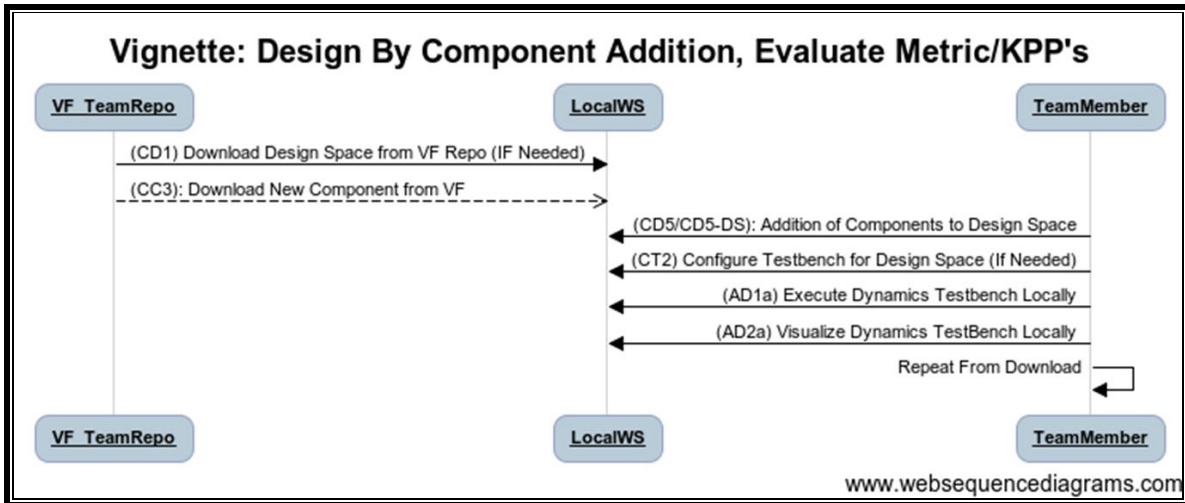 Vignette: Design By Component Addition, Evaluate Metric/KPP's
VF_TeamRepo
LocalWS
TeamMember
(CD1) Download Design Space from VF Repo (IF Needed)
(CC3): Download New Component from VF
(CD5/CD5-DS): Addition of Components to Design Space
(CT2) Configure Testbench for Design Space (If Needed)
(AD1a) Execute Dynamics Testbench Locally
(AD2a) Visualize Dynamics TestBench Locally
Repeat From Download
VF_TeamRepo
LocalWS
TeamMember
www.websequencediagrams.com